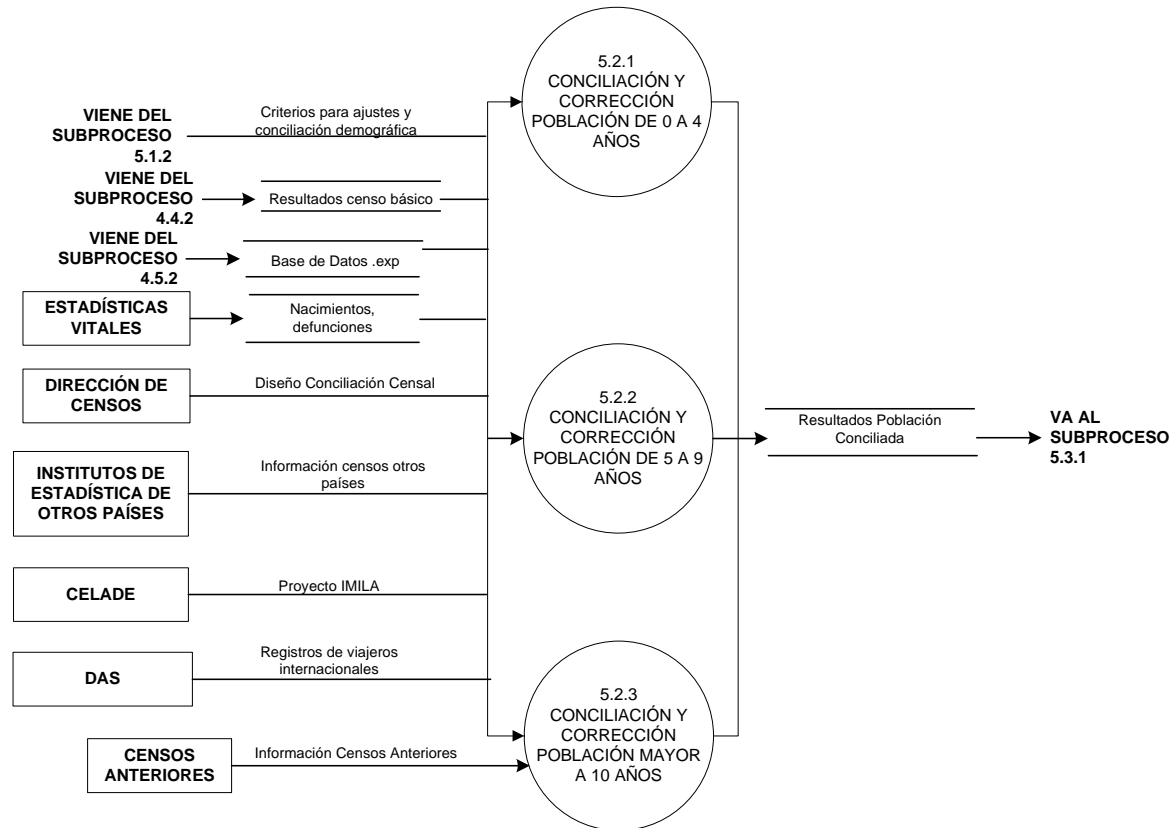 5.2.1
CONCILIACIÓN Y
CORRECCIÓN
POBLACIÓN DE 0 A 4
AÑOS
VIENE DEL
SUBPROCESO
5.1.2
Criterios para ajustes y
conciliación demográfica
VIENE DEL
SUBPROCESO
4.4.2
Resultados censo básico
VIENE DEL
SUBPROCESO
4.5.2
Base de Datos .exp
ESTADÍSTICAS
VITALES
Nacimientos,
defunciones
DIRECCIÓN DE
CENSOS
Diseño Conciliación Censal
5.2.2
CONCILIACIÓN Y
CORRECCIÓN
POBLACIÓN DE 5 A 9
AÑOS
Resultados Población
Conciliada
VA AL
SUBPROCESO
5.3.1
INSTITUTOS DE
ESTADÍSTICA DE
OTROS PAÍSES
Información censos otros
países
CELADE
Proyecto IMILA
DAS
Registros de viajeros
internacionales
5.2.3
CONCILIACIÓN Y
CORRECCIÓN
POBLACIÓN MAYOR
A 10 AÑOS
CENSOS
ANTERIORES
Información Censos Anteriores